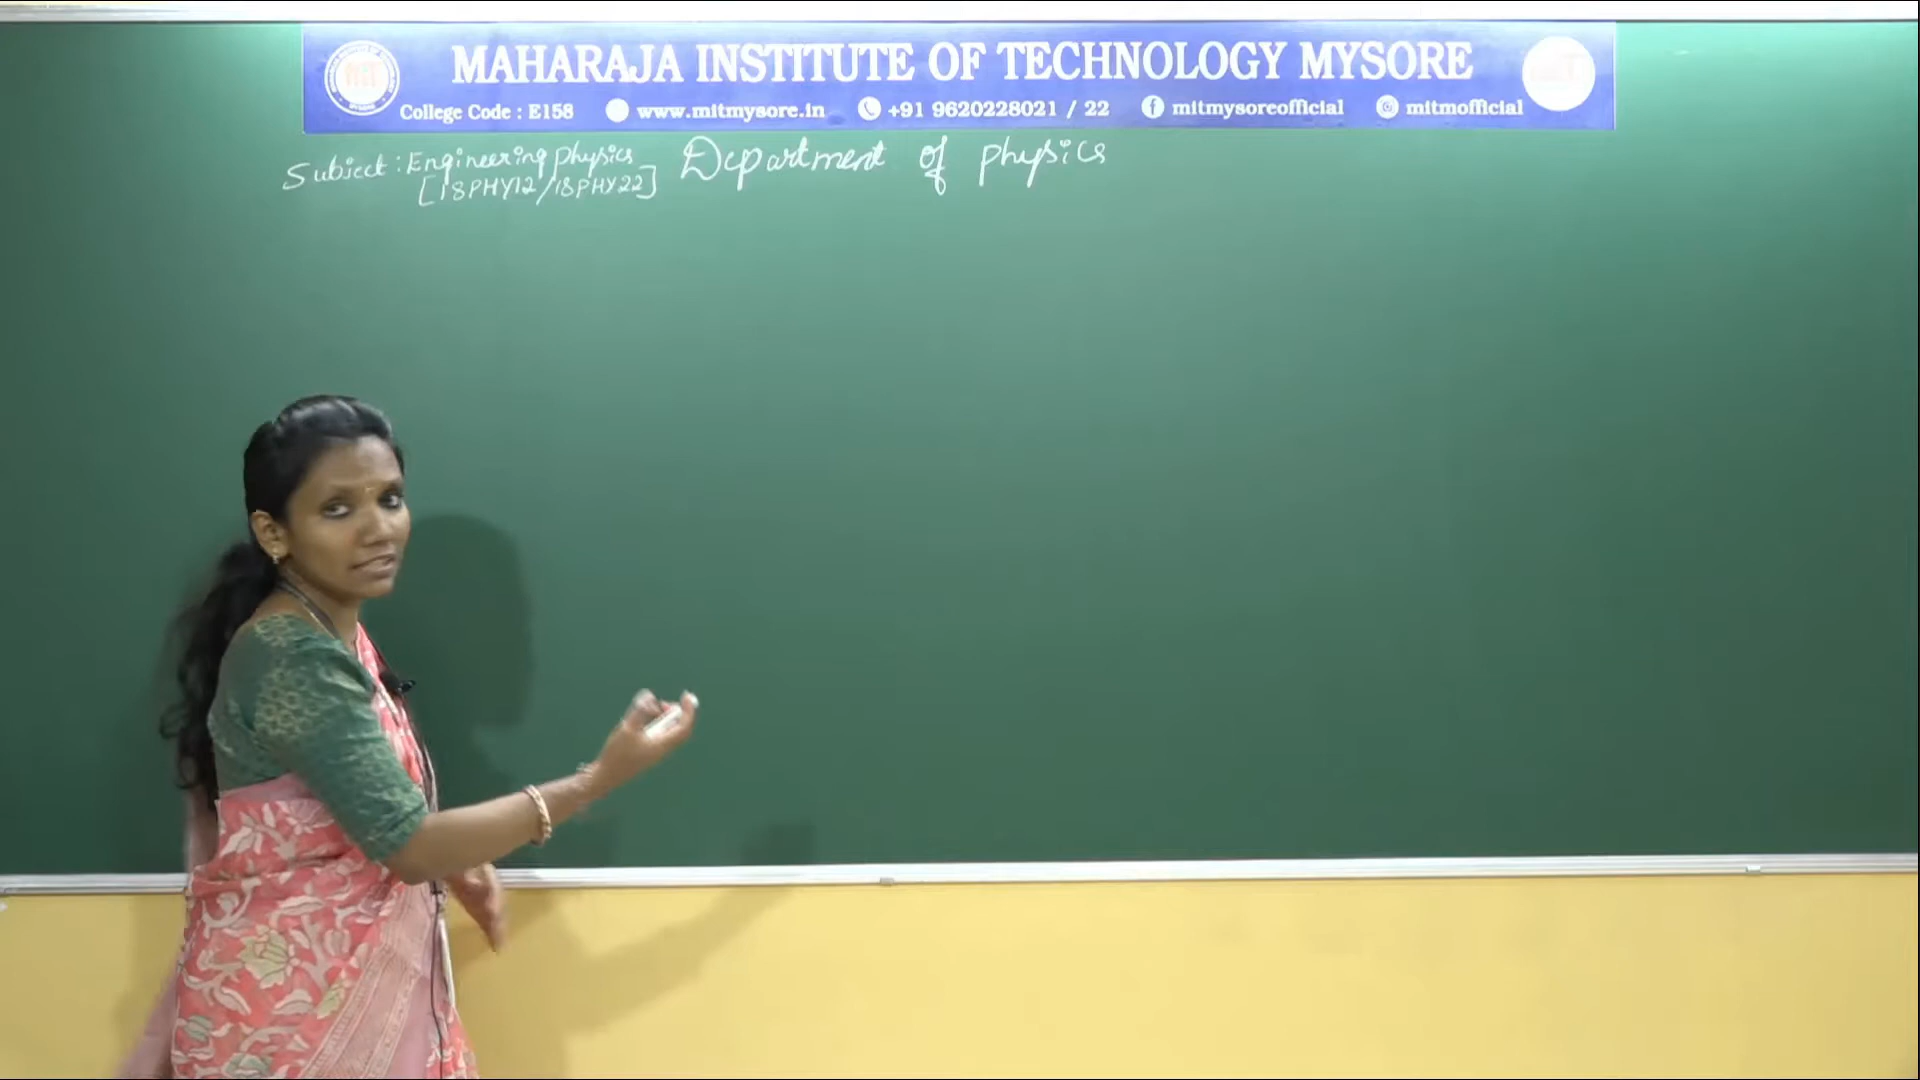 MAHARAJA INSTITUTE OF TECHNOLOGY MYSORE
College Code : E158 www.mitmysore.in +91 9620228021 / 22 mitmysoreofficial mitmofficial
Subject : Engineering physics Department of physics
[18PHY12/18PHY22]